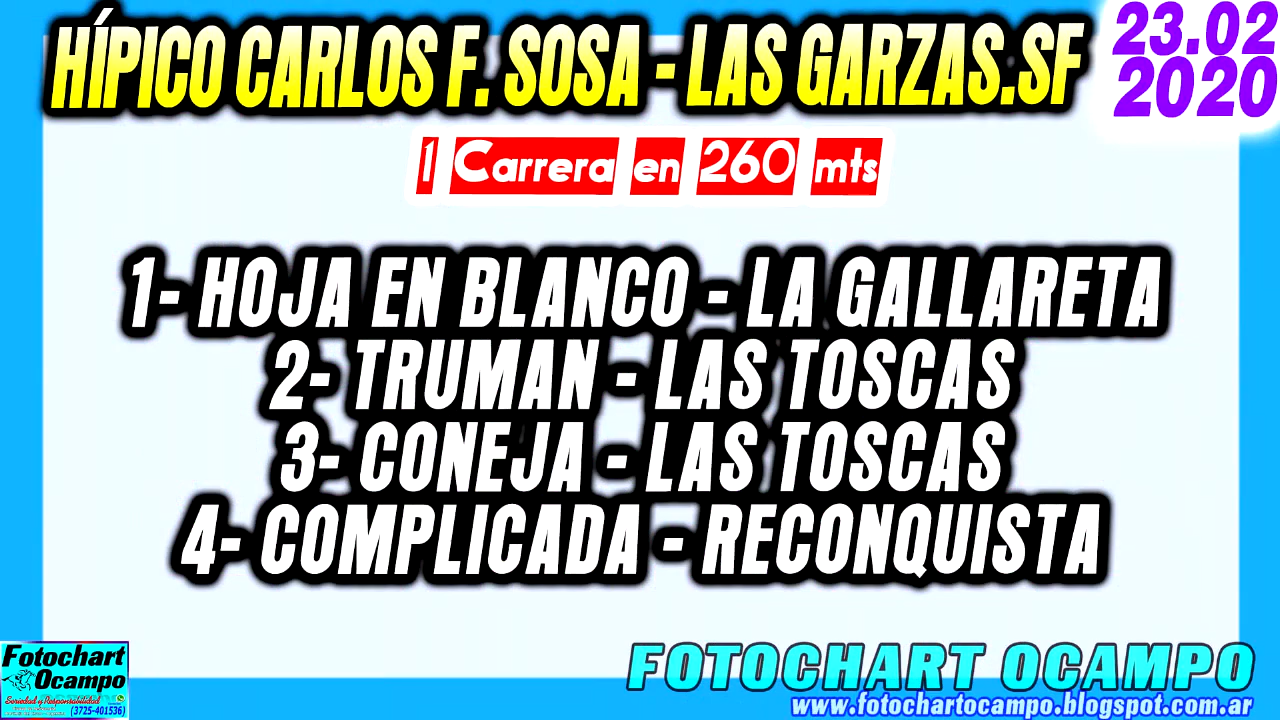 HÍPICO CARLOS F. SOSA - LAS GARZAS.SF
23.02
2020
1 Carrera en 260 mts
1- HOJA EN BLANCO - LA GALLARETA
2- TRUMAN - LAS TOSCAS
3- CONEJA - LAS TOSCAS
4- COMPLICADA - RECONQUISTA
Fotochart
Ocampo
Seriedad y Responsabilidad
(3725-401536)
FOTOCHART OCAMPO
www.fotochartocampo.blogspot.com.ar